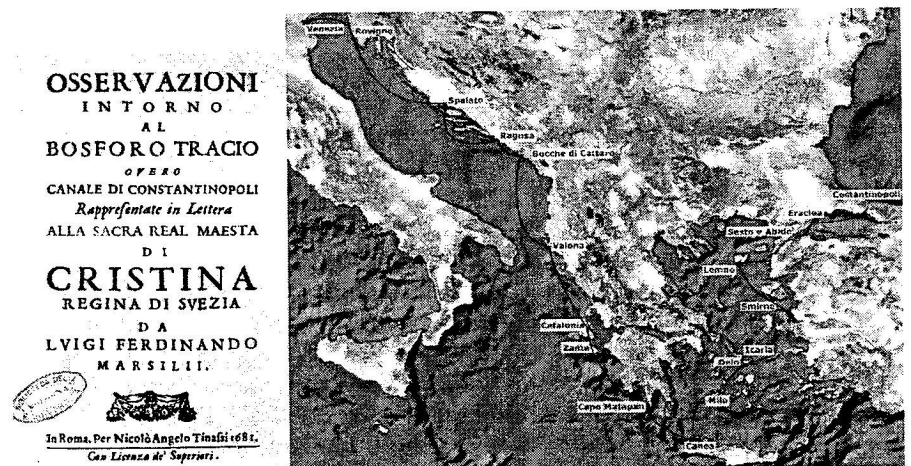 OSSERVAZIONI
INTORNO
AL
BOSFORO TRACIO
OVERO
CANALE DI CONSTANTINOPOLI
Rappresentate in Lettera
ALLA SACRA REAL MAESTA
DI
CRISTINA
REGINA DI SVEZIA
DA
LVIGI FERDINANDO
MARSILII.
In Roma. Per Nicolò Angelo Tinassi 1681.
Con Licenza de' Superiori.
Venezia
Rovigno
Spalato
Ragusa
Bocche di Cattaro
Costantinopoli
Eraclea
Sesto e Abido
Valona
Lemno
Smirne
Cefalonia
Zante
Icaria
Delo
Milo
Capo Matapan
Canea